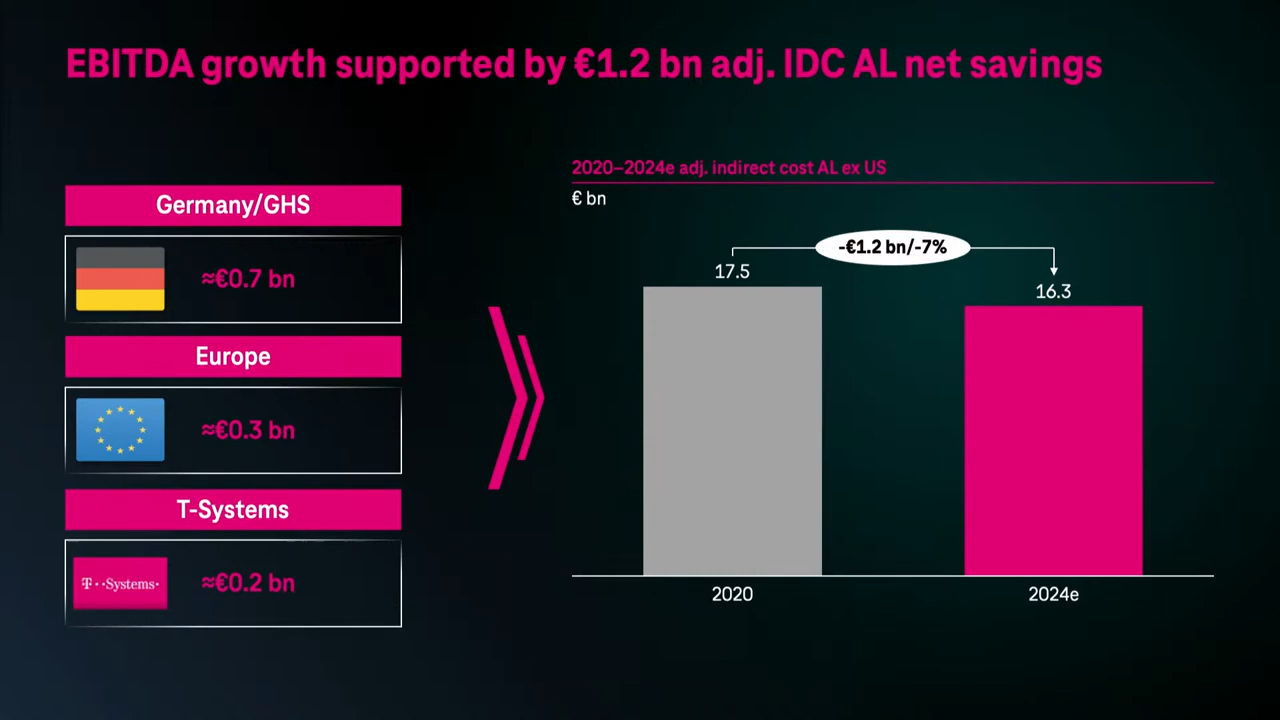 EBITDA growth supported by €1.2 bn adj. IDC AL net savings
Germany/GHS
≈€0.7 bn
Europe
≈€0.3 bn
T-Systems
T··Systems·
≈€0.2 bn
2020–2024e adj. indirect cost AL ex US
€ bn
-€1.2 bn/-7%
17.5
16.3
2020
2024e